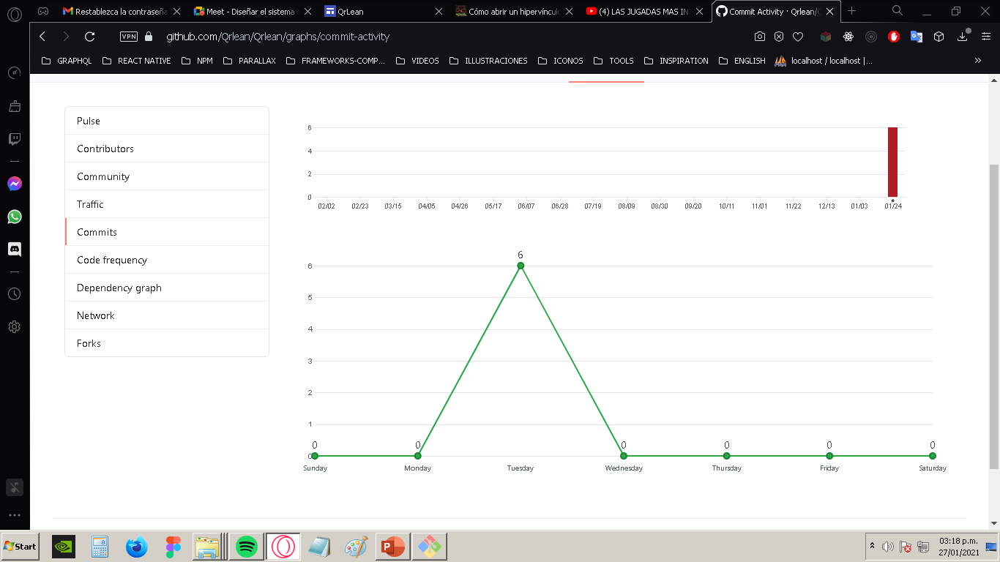 Restablezca la contraseña
Meet - Diseñar el sistema
QrLean
Cómo abrir un hipervínculo
(4) LAS JUGADAS MAS IN
Commit Activity · Qrlean/
VPN
github.com/Qrlean/Qrlean/graphs/commit-activity
GRAPHQL
REACT NATIVE
NPM
PARALLAX
FRAMEWORKS-COMP...
VIDEOS
ILLUSTRACIONES
ICONOS
TOOLS
INSPIRATION
ENGLISH
localhost / localhost |...
»
Pulse
Contributors
Community
Traffic
Commits
Code frequency
Dependency graph
Network
Forks
6
4
2
0
02/02 02/23 03/15 04/05 04/26 05/17 06/07 06/28 07/19 08/09 08/30 09/20 10/11 11/01 11/22 12/13 01/03 01/24
6
6
5
4
3
2
1
0 0 0 0 0 0
0
Sunday Monday Tuesday Wednesday Thursday Friday Saturday
Start
03:18 p.m.
27/01/2021